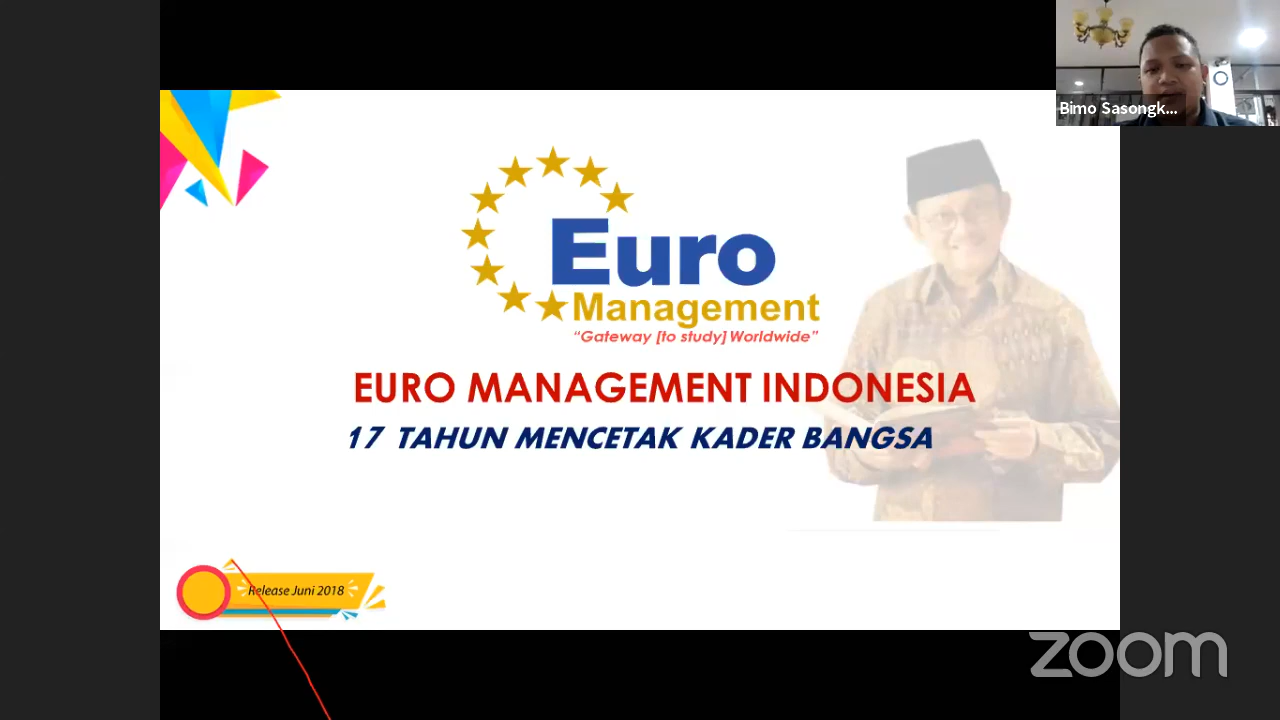 Bimo Sasongk...
Euro
Management
“Gateway [to study] Worldwide”
EURO MANAGEMENT INDONESIA
17 TAHUN MENCETAK KADER BANGSA
Release Juni 2018
zoom